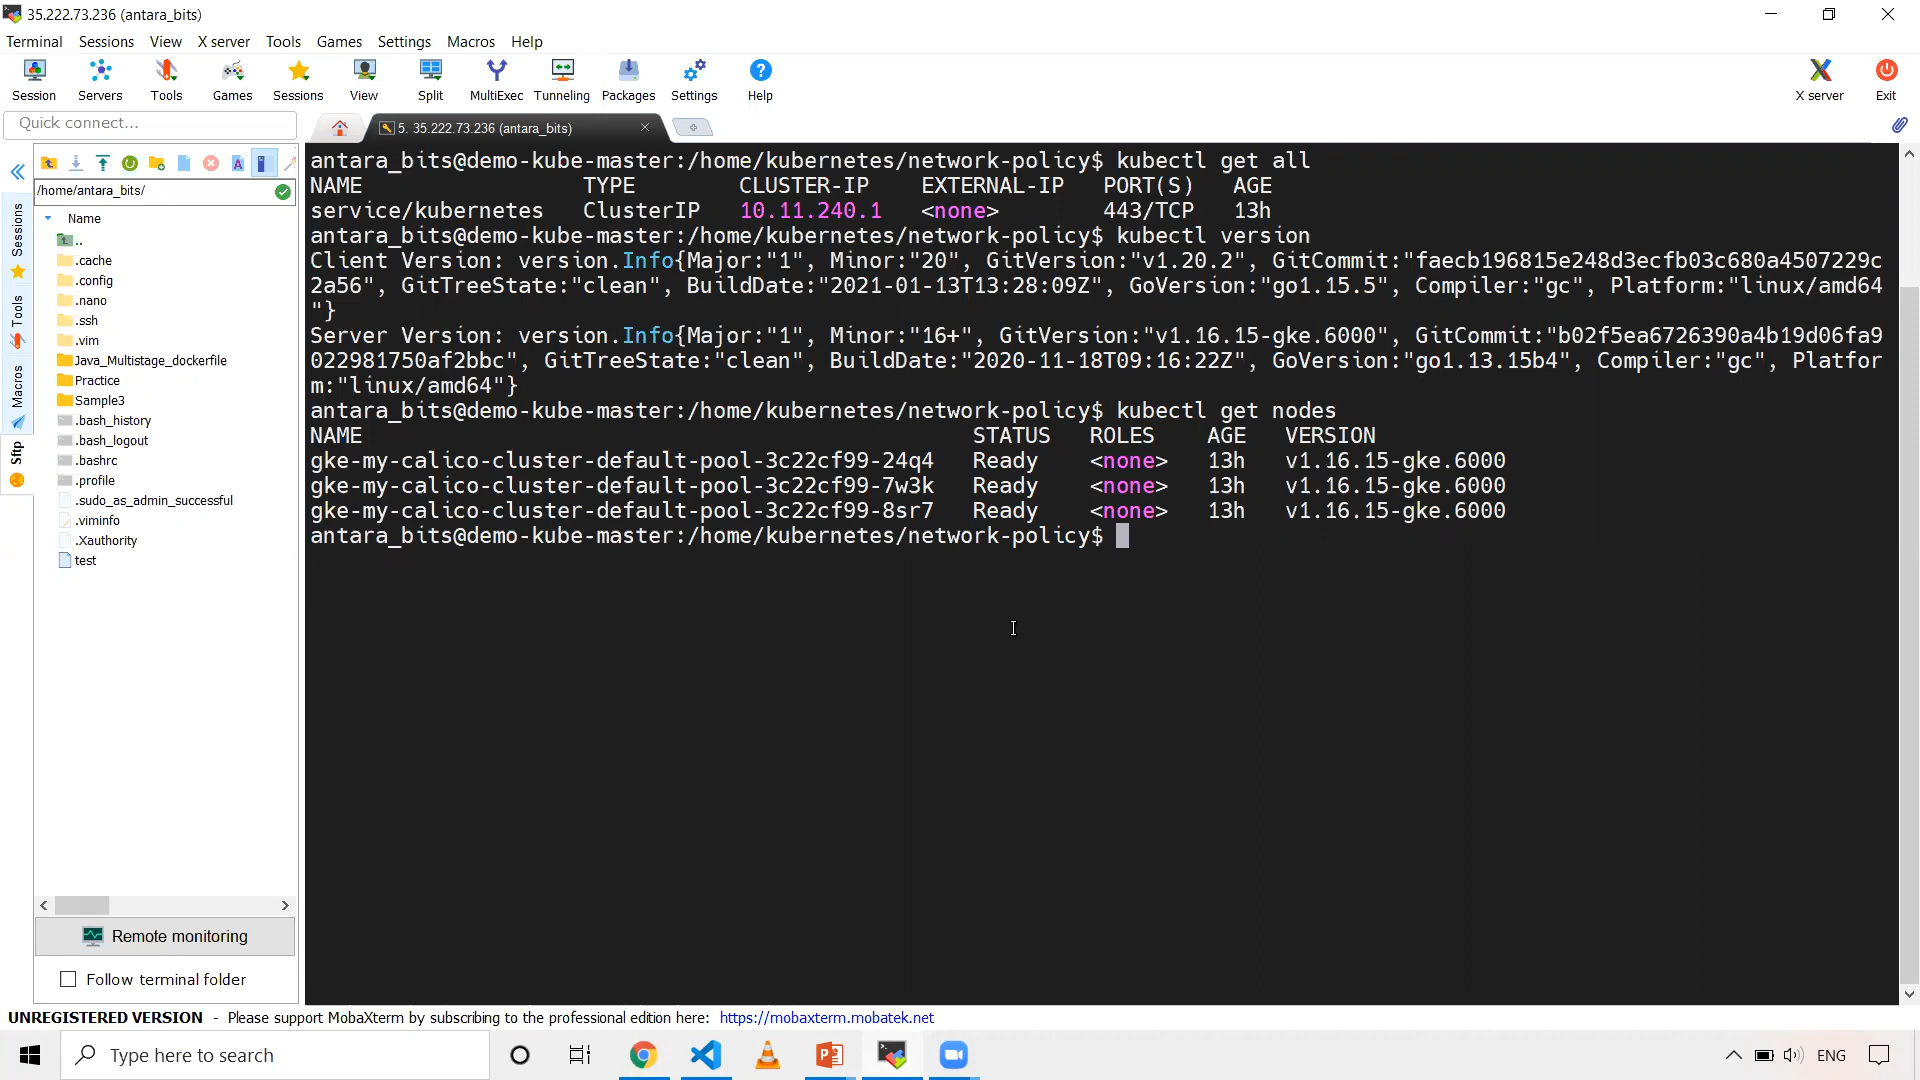 35.222.73.236 (antara_bits)
Terminal Sessions View X server Tools Games Settings Macros Help
Session Servers Tools Games Sessions View Split MultiExec Tunneling Packages Settings Help X server Exit
Quick connect...
5. 35.222.73.236 (antara_bits)
/home/antara_bits/
Name
..
.cache
.config
.nano
.ssh
.vim
Java_Multistage_dockerfile
Practice
Sample3
.bash_history
.bash_logout
.bashrc
.profile
.sudo_as_admin_successful
.viminfo
.Xauthority
test
Sessions
Tools
Macros
Sftp
Remote monitoring
Follow terminal folder
antara_bits@demo-kube-master:/home/kubernetes/network-policy$ kubectl get all
NAME TYPE CLUSTER-IP EXTERNAL-IP PORT(S) AGE
service/kubernetes ClusterIP 10.11.240.1 <none> 443/TCP 13h
antara_bits@demo-kube-master:/home/kubernetes/network-policy$ kubectl version
Client Version: version.Info{Major:"1", Minor:"20", GitVersion:"v1.20.2", GitCommit:"faecb196815e248d3ecfb03c680a4507229c
2a56", GitTreeState:"clean", BuildDate:"2021-01-13T13:28:09Z", GoVersion:"go1.15.5", Compiler:"gc", Platform:"linux/amd64
"}
Server Version: version.Info{Major:"1", Minor:"16+", GitVersion:"v1.16.15-gke.6000", GitCommit:"b02f5ea6726390a4b19d06fa9
022981750af2bbc", GitTreeState:"clean", BuildDate:"2020-11-18T09:16:22Z", GoVersion:"go1.13.15b4", Compiler:"gc", Platfor
m:"linux/amd64"}
antara_bits@demo-kube-master:/home/kubernetes/network-policy$ kubectl get nodes
NAME STATUS ROLES AGE VERSION
gke-my-calico-cluster-default-pool-3c22cf99-24q4 Ready <none> 13h v1.16.15-gke.6000
gke-my-calico-cluster-default-pool-3c22cf99-7w3k Ready <none> 13h v1.16.15-gke.6000
gke-my-calico-cluster-default-pool-3c22cf99-8sr7 Ready <none> 13h v1.16.15-gke.6000
antara_bits@demo-kube-master:/home/kubernetes/network-policy$
UNREGISTERED VERSION - Please support MobaXterm by subscribing to the professional edition here: https://mobaxterm.mobatek.net
Type here to search
ENG